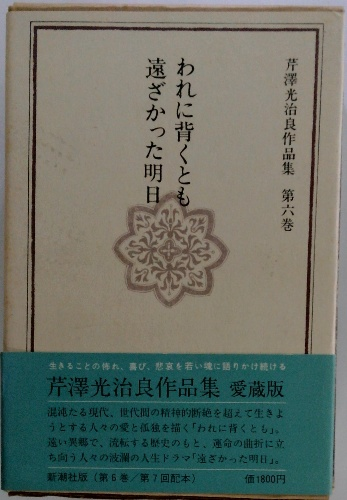 芹澤光治良作品集 第六巻
われに背くとも
遠ざかった明日
生きることの怖れ、喜び、悲哀を若い魂に語りかけ続ける
芹澤光治良作品集 愛蔵版
混沌たる現代、世代間の精神的断絶を超えて生きよ
うとする人々の愛と孤独を描く「われに背くとも」。
遠い異郷で、流転する歴史のもと、運命の曲折に立
ち向う人々の波瀾の人生ドラマ「遠ざかった明日」。
新潮社版(第6巻/第7回配本)
価1800円